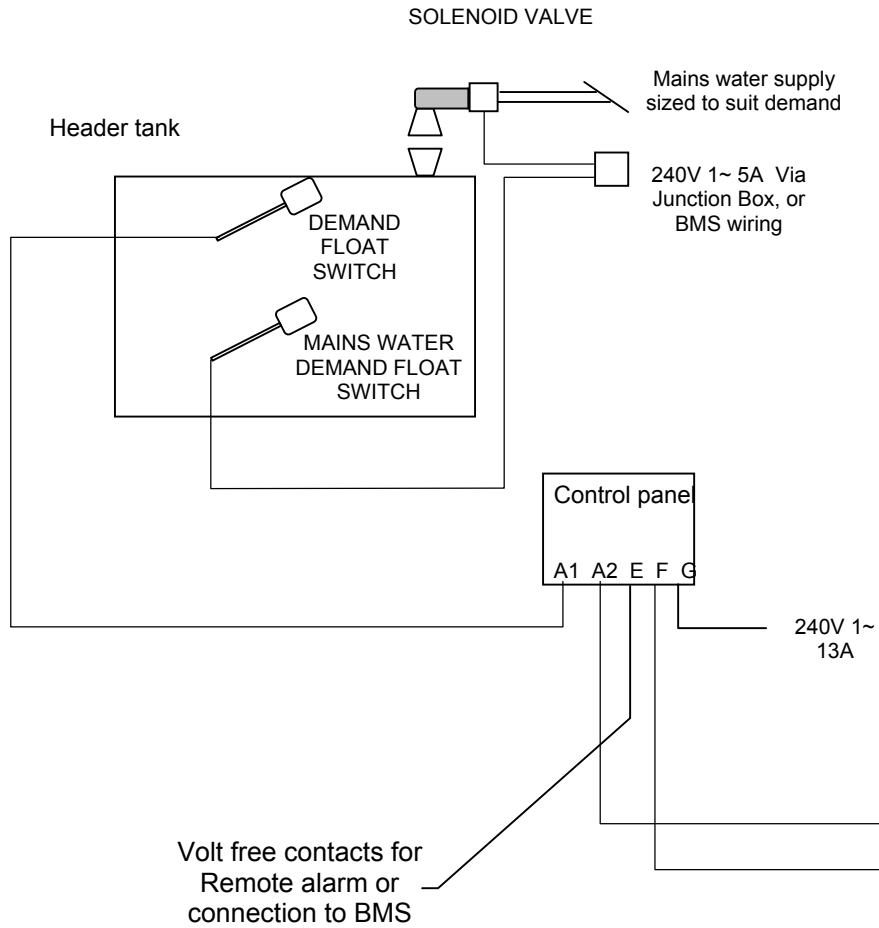 SOLENOID VALVE
Mains water supply
sized to suit demand
Header tank
240V 1~ 5A Via
Junction Box, or
BMS wiring
DEMAND
FLOAT
SWITCH
MAINS WATER
DEMAND FLOAT
SWITCH
Control panel
A1 A2 E F G
240V 1~
13A
Volt free contacts for
Remote alarm or
connection to BMS